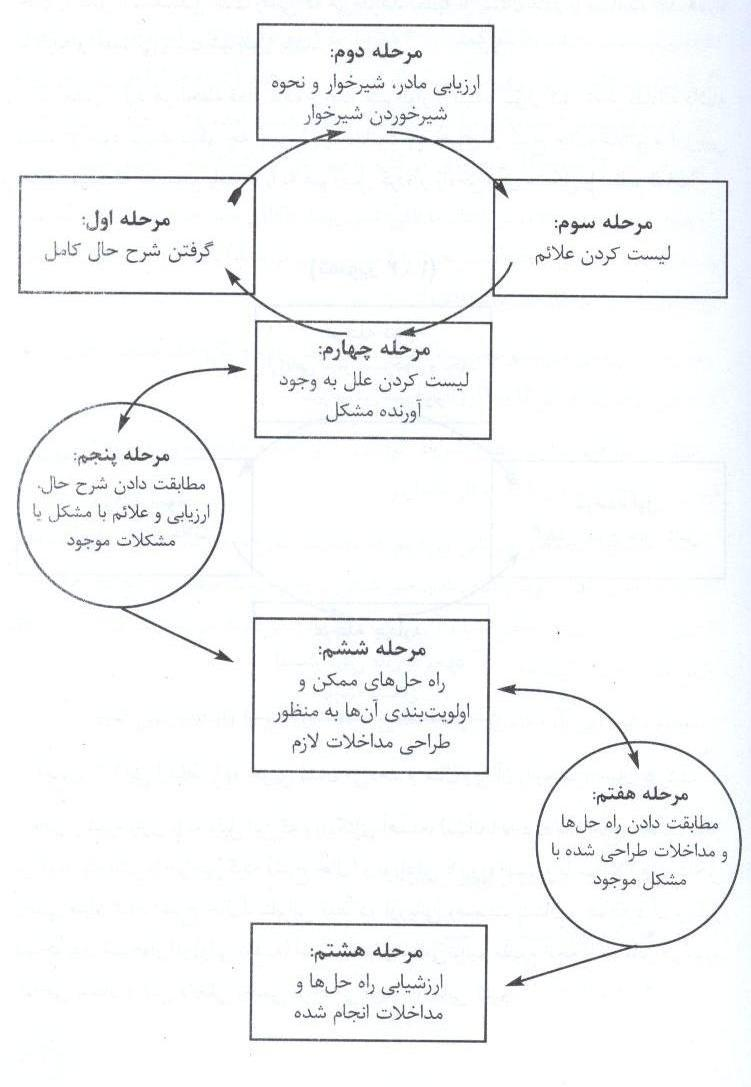 مرحله دوم:
ارزیابی مادر، شیرخوار و نحوه
شیرخوردن شیرخوار
مرحله اول:
گرفتن شرح حال کامل
مرحله سوم:
لیست کردن علائم
مرحله چهارم:
لیست کردن علل به وجود
آورنده مشکل
مرحله پنجم:
مطابقت دادن شرح حال،
ارزیابی و علائم با مشکل یا
مشکلات موجود
مرحله ششم:
راه حل‌های ممکن و
اولویت‌بندی آن‌ها به منظور
طراحی مداخلات لازم
مرحله هفتم:
مطابقت دادن راه حل‌ها
و مداخلات طراحی شده با
مشکل موجود
مرحله هشتم:
ارزشیابی راه حل‌ها و
مداخلات انجام شده